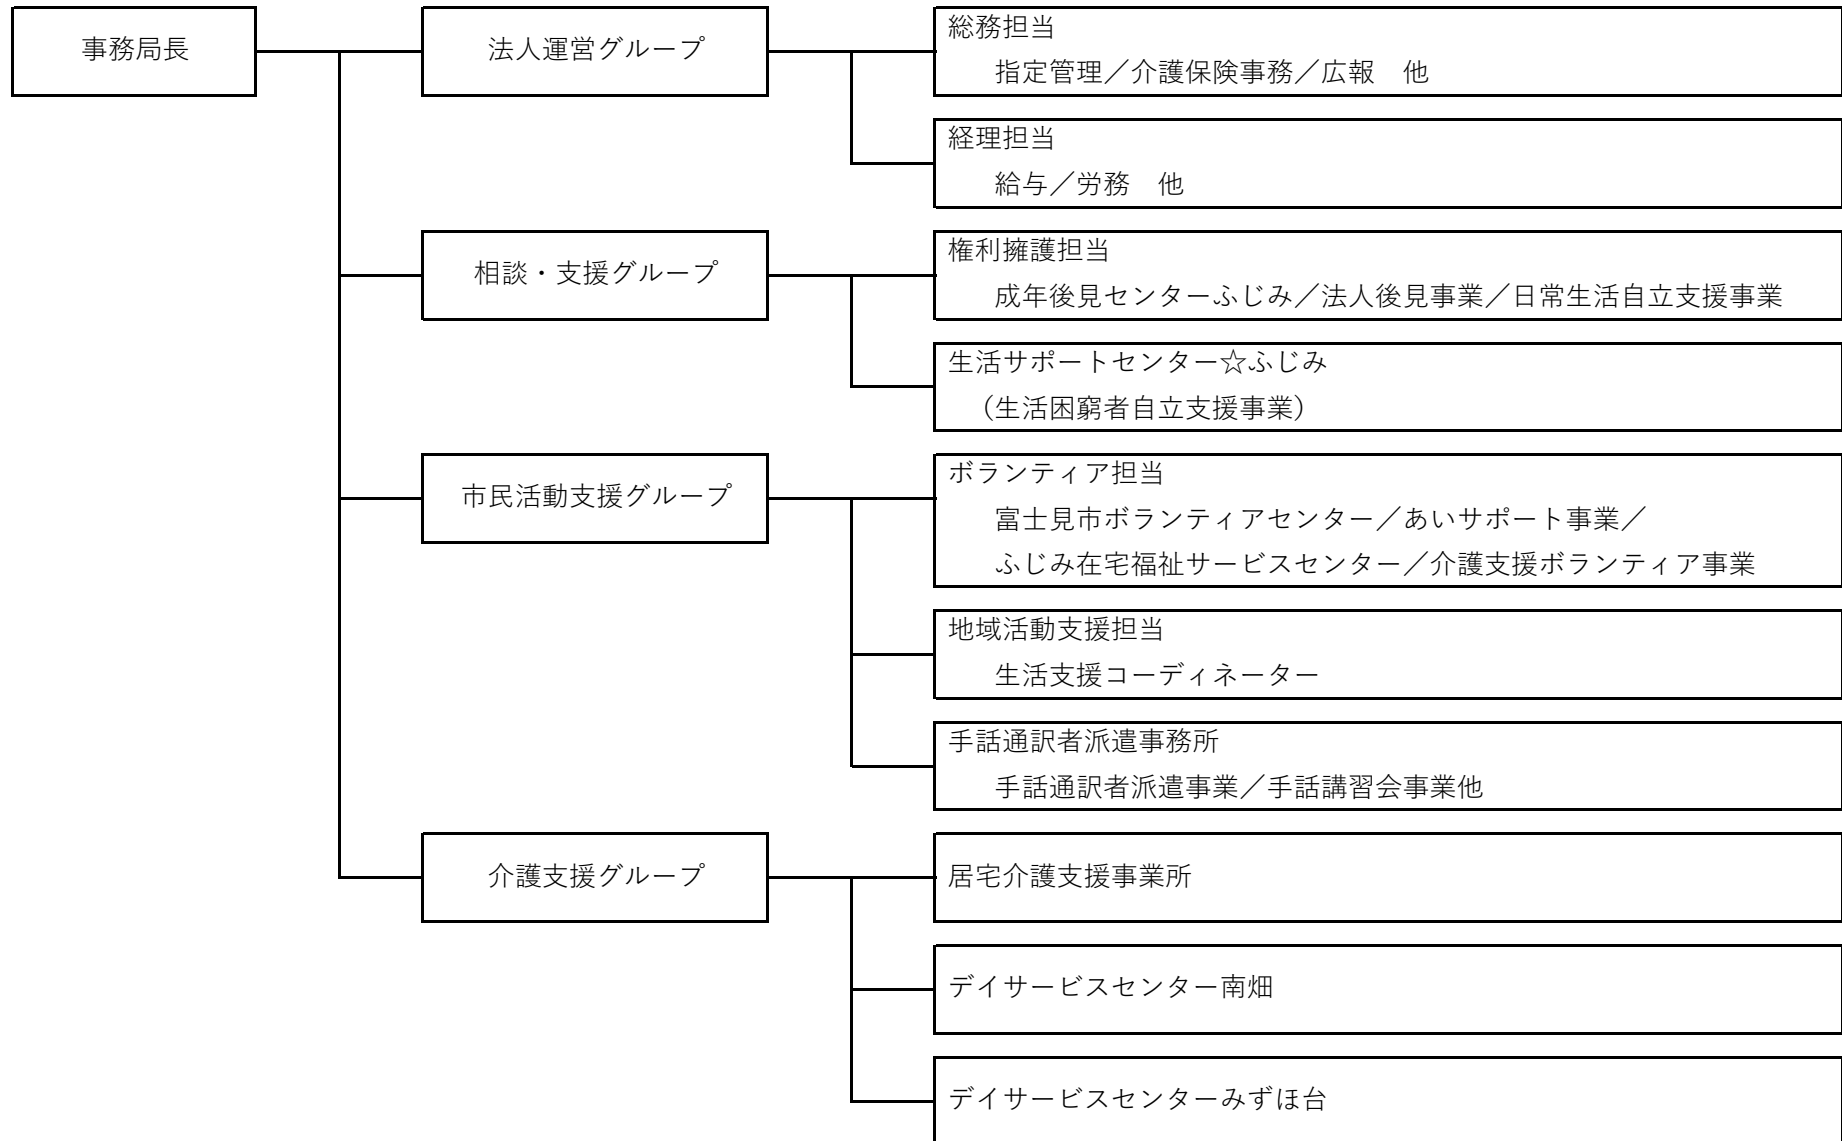 事務局長
法人運営グループ
総務担当
指定管理／介護保険事務／広報　他
経理担当
給与／労務　他
相談・支援グループ
権利擁護担当
成年後見センターふじみ／法人後見事業／日常生活自立支援事業
生活サポートセンター☆ふじみ
（生活困窮者自立支援事業）
市民活動支援グループ
ボランティア担当
富士見市ボランティアセンター／あいサポート事業／
ふじみ在宅福祉サービスセンター／介護支援ボランティア事業
地域活動支援担当
生活支援コーディネーター
手話通訳者派遣事務所
手話通訳者派遣事業／手話講習会事業他
介護支援グループ
居宅介護支援事業所
デイサービスセンター南畑
デイサービスセンターみずほ台